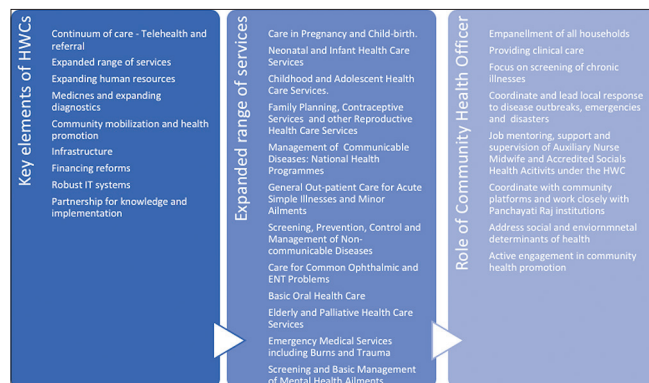 Key elements of HWCs
Continuum of care - Telehealth and
referral
Expanded range of services
Expanding human resources
Medicnes and expanding
diagnostics
Community mobilization and health
promotion
Infrastructure
Financing reforms
Robust IT systems
Partnership for knowledge and
implementation
Expanded range of services
Care in Pregnancy and Child-birth.
Neonatal and Infant Health Care
Services
Childhood and Adolescent Health
Care Services.
Family Planning, Contraceptive
Services and other Reproductive
Health Care Services
Management of Communicable
Diseases: National Health
Programmes
General Out-patient Care for Acute
Simple Illnesses and Minor
Ailments
Screening, Prevention, Control and
Management of Non-
communicable Diseases
Care for Common Ophthalmic and
ENT Problems
Basic Oral Health Care
Elderly and Palliative Health Care
Services
Emergency Medical Services
including Burns and Trauma
Screening and Basic Management
of Mental Health Ailments
Role of Community Health Officer
Empanellment of all households
Providing clinical care
Focus on screening of chronic
illnesses
Coordinate and lead local response
to disease outbreaks, emergencies
and disasters
Job mentoring, support and
supervision of Auxiliary Nurse
Midwife and Accredited Socials
Health Acitivits under the HWC
Coordinate with community
platforms and work closely with
Panchayati Raj institutions
Address social and enviornmnetal
determinants of health
Active engagement in community
health promotion